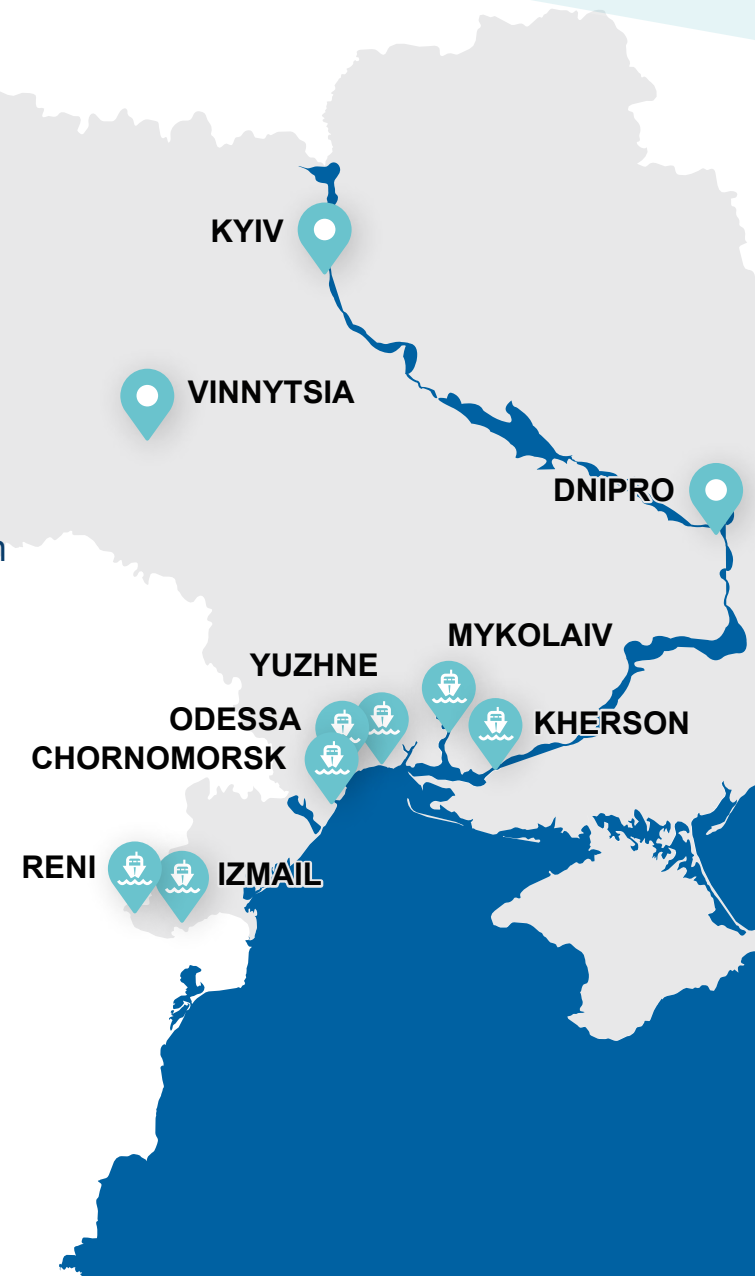 KYIV
VINNYTSIA
DNIPRO
MYKOLAIV
YUZHNE
ODESSA
KHERSON
CHORNOMORSK
RENI
IZMAIL